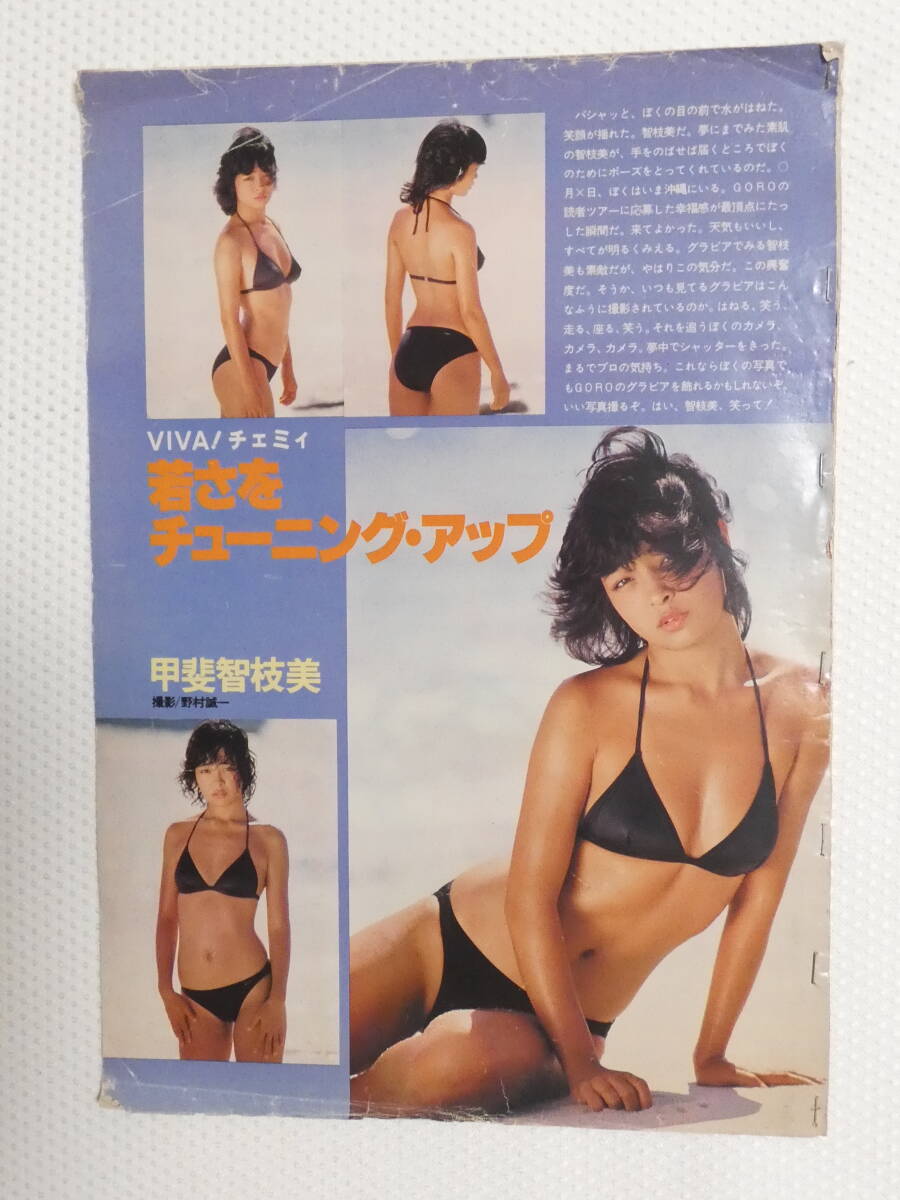 パシャッと、ぼくの目の前で水がはねた。
笑顔が揺れた。智枝美だ。夢にまでみた素肌
の智枝美が、手をのばせば届くところでぼく
のためにポーズをとってくれているのだ。○
月×日、ぼくはいま沖縄にいる。GOROの
読者ツアーに応募した幸福感が最頂点にたっ
した瞬間だ。来てよかった。天気もいいし、
すべてが明るくみえる。グラビアでみる智枝
美も素敵だが、やはりこの気分だ。この興奮
度だ。そうか、いつも見てるグラビアはこん
なふうに撮影されているのか。はねる、笑う、
走る、座る、笑う。それを追うぼくのカメラ、
カメラ、カメラ。夢中でシャッターをきった。
まるでプロの気持ち。これならぼくの写真で
もGOROのグラビアを飾れるかもしれないぞ。
いい写真撮るぞ。はい、智枝美、笑って！
VIVA！チェミィ
若さを
チューニング・アップ
甲斐智枝美
撮影/野村誠一